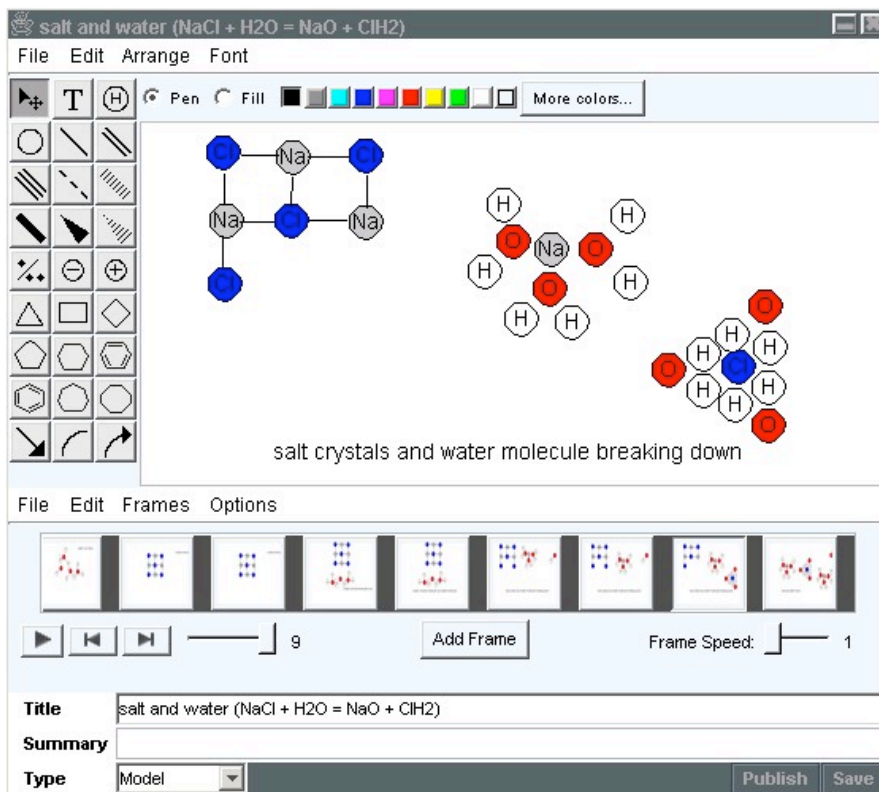 salt and water (NaCl + H2O = NaO + ClH2)
File Edit Arrange Font
T H Pen Fill More colors...
Cl Na Cl
Na Cl Na
Cl
H H
O Na O
H O H
H H
O
H H
O H Cl H
H H
O
salt crystals and water molecule breaking down
File Edit Frames Options
9 Add Frame Frame Speed: 1
Title salt and water (NaCl + H2O = NaO + ClH2)
Summary
Type Model Publish Save